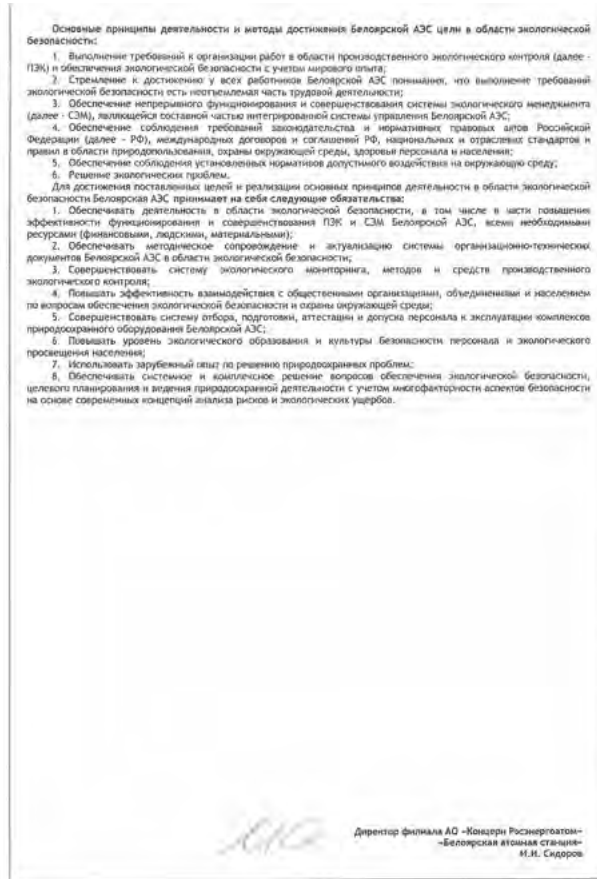 Основные принципы деятельности и методы достижения Белоярской АЭС цели в области экологической
безопасности:
1. Выполнение требований к организации работ в области производственного экологического контроля (далее -
ПЭК) и обеспечения экологической безопасности с учетом мирового опыта;
2. Стремление к достижению у всех работников Белоярской АЭС понимания, что выполнение требований
экологической безопасности есть неотъемлемая часть трудовой деятельности;
3. Обеспечение непрерывного функционирования и совершенствования системы экологического менеджмента
(далее - СЭМ), являющейся составной частью интегрированной системы управления Белоярской АЭС;
4. Обеспечение соблюдения требований законодательства и нормативных правовых актов Российской
Федерации (далее - РФ), международных договоров и соглашений РФ, национальных и отраслевых стандартов и
правил в области природопользования, охраны окружающей среды, здоровья персонала и населения;
5. Обеспечение соблюдения установленных нормативов допустимого воздействия на окружающую среду;
6. Решение экологических проблем.
Для достижения поставленных целей и реализации основных принципов деятельности в области экологической
безопасности Белоярская АЭС принимает на себя следующие обязательства:
1. Обеспечивать деятельность в области экологической безопасности, в том числе в части повышения
эффективности функционирования и совершенствования ПЭК и СЭМ Белоярской АЭС, всеми необходимыми
ресурсами (финансовыми, людскими, материальными);
2. Обеспечивать методическое сопровождение и актуализацию системы организационно-технических
документов Белоярской АЭС в области экологической безопасности;
3. Совершенствовать систему экологического мониторинга, методов и средств производственного
экологического контроля;
4. Повышать эффективность взаимодействия с общественными организациями, объединениями и населением
по вопросам обеспечения экологической безопасности и охраны окружающей среды;
5. Совершенствовать систему отбора, подготовки, аттестации и допуска персонала к эксплуатации комплексов
природоохранного оборудования Белоярской АЭС;
6. Повышать уровень экологического образования и культуры безопасности персонала и экологического
просвещения населения;
7. Использовать зарубежный опыт по решению природоохранных проблем;
8. Обеспечивать системное и комплексное решение вопросов обеспечения экологической безопасности,
целевого планирования и ведения природоохранной деятельности с учетом многофакторности аспектов безопасности
на основе современных концепций анализа рисков и экологических ущербов.
Директор филиала АО «Концерн Росэнергоатом»
«Белоярская атомная станция»
И.И. Сидоров